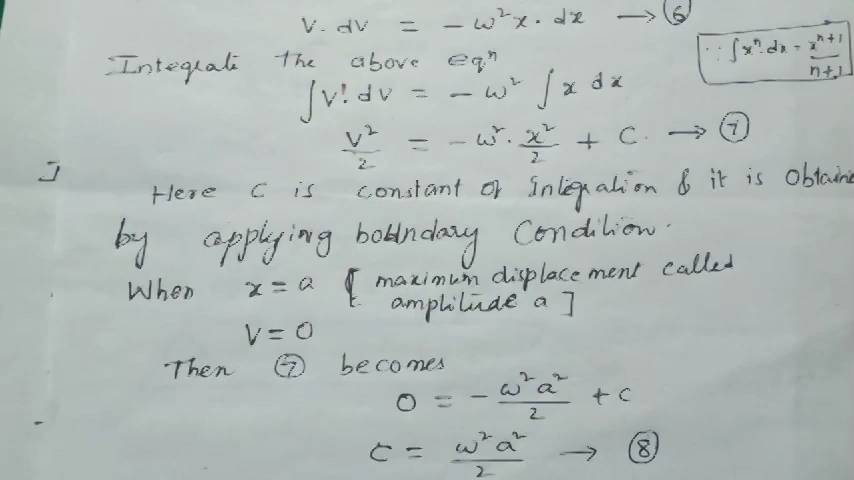 V. dv = - ω²x. dx → ⑥
∵ ∫xⁿ. dx = xⁿ⁺¹/n+1
Integrate the above eqⁿ
∫V¹. dv = - ω² ∫ x dx
V²/2 = - ω². x²/2 + C. → ⑦
Here C is constant of integration & it is obtaine
by applying boundary Condition.
When x = a [ maximum displacement called
amplitude a ]
V = 0
Then ⑦ becomes
0 = - ω²a²/2 + c
C = ω²a²/2 → ⑧